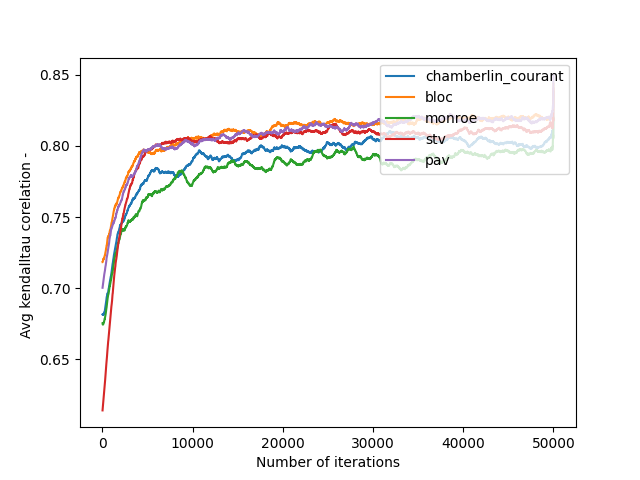 Avg kendalltau corelation -
0.85
0.80
0.75
0.70
0.65
chamberlin_courant
bloc
monroe
stv
pav
0 10000 20000 30000 40000 50000
Number of iterations